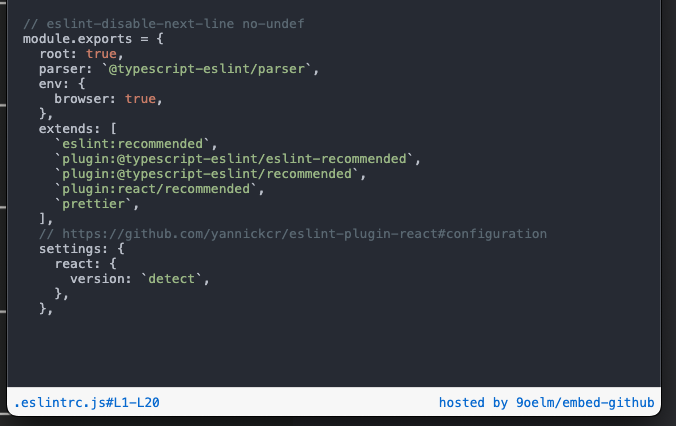 // eslint-disable-next-line no-undef
module.exports = {
  root: true,
  parser: `@typescript-eslint/parser`,
  env: {
    browser: true,
  },
  extends: [
    `eslint:recommended`,
    `plugin:@typescript-eslint/eslint-recommended`,
    `plugin:@typescript-eslint/recommended`,
    `plugin:react/recommended`,
    `prettier`,
  ],
  // https://github.com/yannickcr/eslint-plugin-react#configuration
  settings: {
    react: {
      version: `detect`,
    },
  },
.eslintrc.js#L1-L20
hosted by 9oelm/embed-github